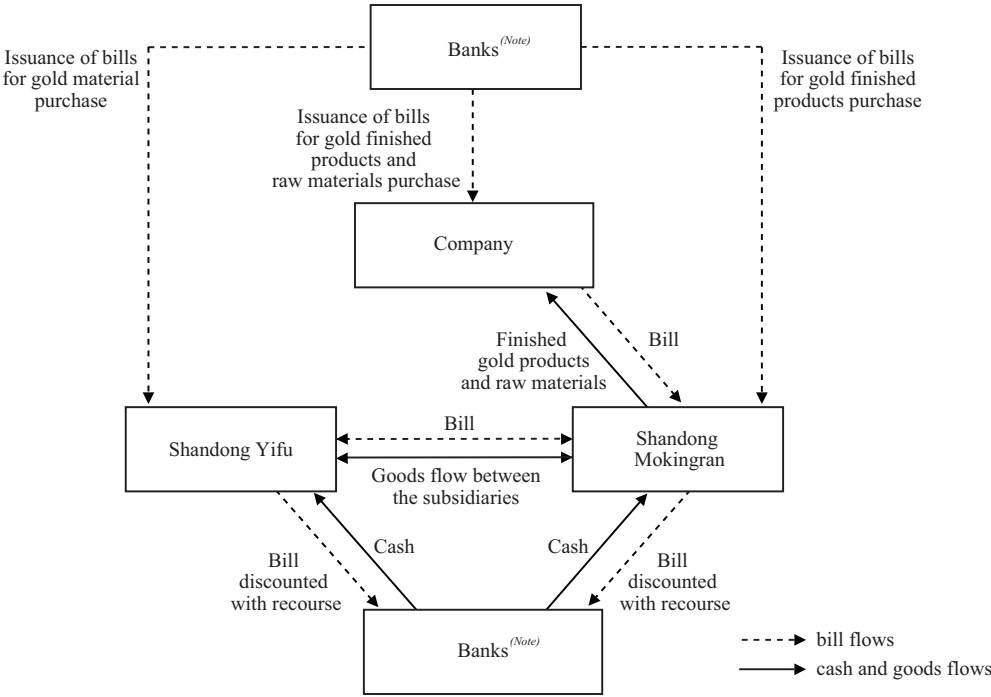 Banks(Note)
Issuance of bills
for gold material
purchase
Issuance of bills
for gold finished
products purchase
Issuance of bills
for gold finished
products and
raw materials purchase
Company
Finished
gold products
and raw materials
Bill
Shandong Yifu
Bill
Goods flow between
the subsidiaries
Shandong
Mokingran
Bill
discounted
with recourse
Cash
Cash
Bill
discounted
with recourse
Banks(Note)
bill flows
cash and goods flows